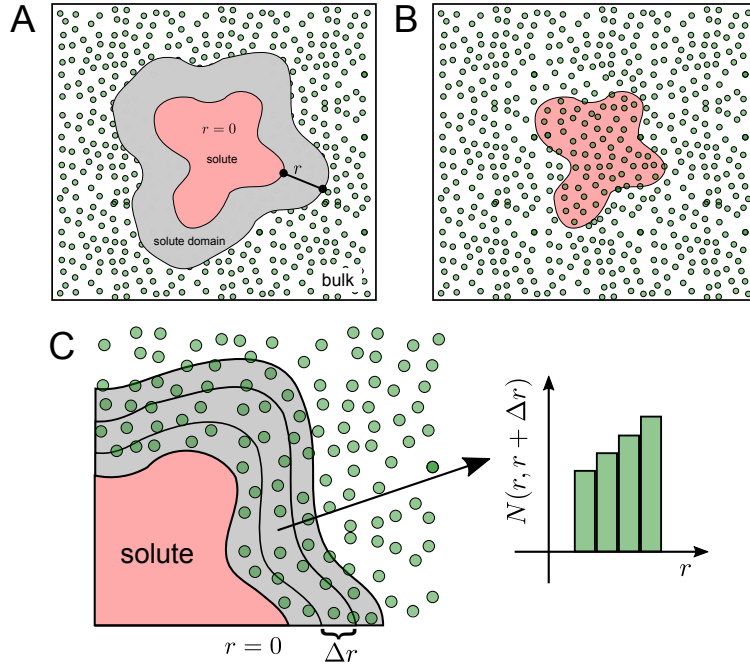 A
r = 0
solute
r
solute domain
bulk
B
C
N(r, r + Δr)
r
solute
r = 0
Δr